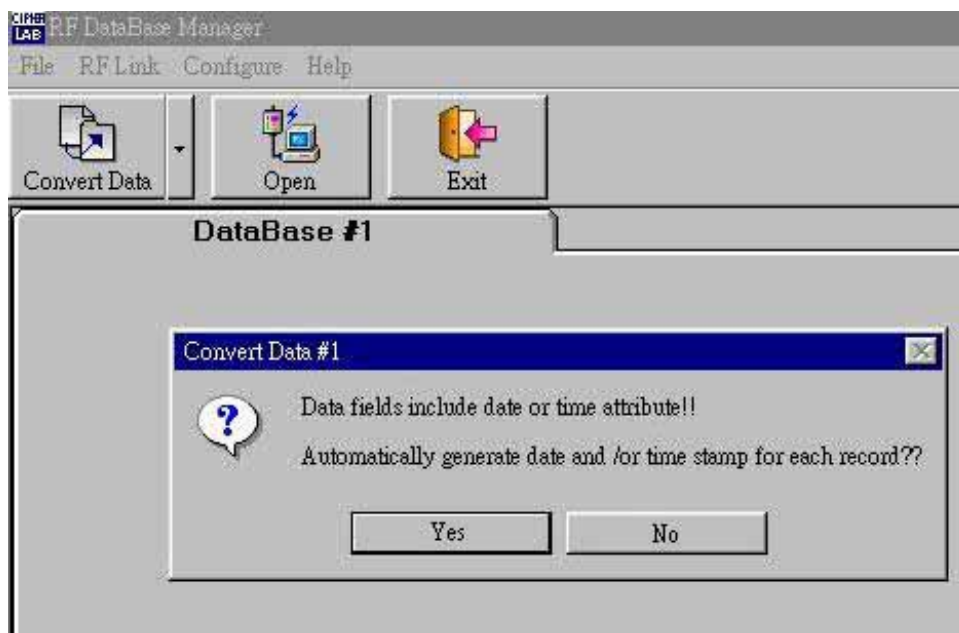 CIPHER
LAB
RF DataBase Manager
File RF Link Configure Help
Convert Data
Open
Exit
DataBase #1
Convert Data #1
?
Data fields include date or time attribute!!
Automatically generate date and /or time stamp for each record??
Yes
No